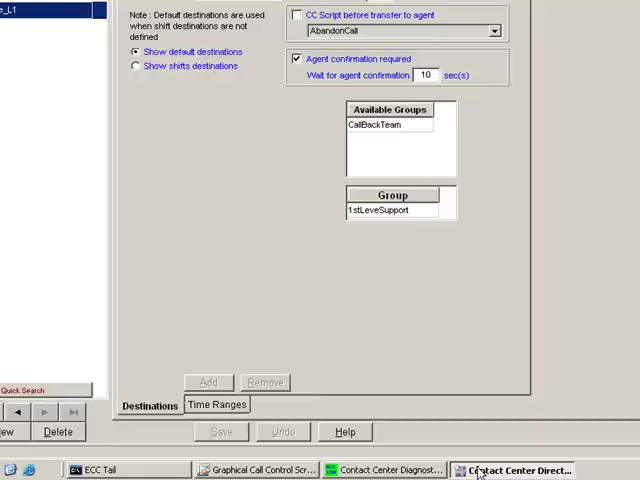 e_L1
Note : Default destinations are used
when shift destinations are not
defined
Show default destinations
Show shifts destinations
CC Script before transfer to agent
AbandonCall
Agent confirmation required
Wait for agent confirmation 10 sec(s)
Available Groups
CallBackTeam
Group
1stLeveSupport
Quick Search
Add Remove
Destinations Time Ranges
ew Delete Save Undo Help
ECC Tail Graphical Call Control Scr... Contact Center Diagnost... Contact Center Direct...